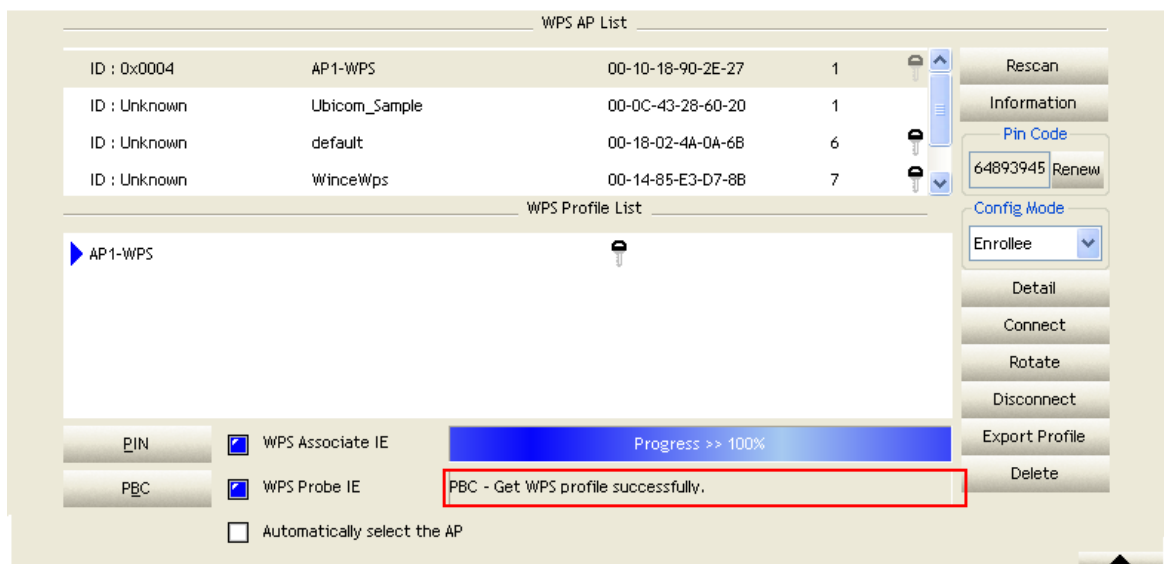 WPS AP List
ID : 0x0004 AP1-WPS 00-10-18-90-2E-27 1
ID : Unknown Ubicom_Sample 00-0C-43-28-60-20 1
ID : Unknown default 00-18-02-4A-0A-6B 6
ID : Unknown WinceWps 00-14-85-E3-D7-8B 7
Rescan
Information
Pin Code
64893945 Renew
Config Mode
Enrollee
WPS Profile List
AP1-WPS
Detail
Connect
Rotate
Disconnect
Export Profile
Delete
PIN WPS Associate IE Progress >> 100%
PBC WPS Probe IE PBC - Get WPS profile successfully.
Automatically select the AP